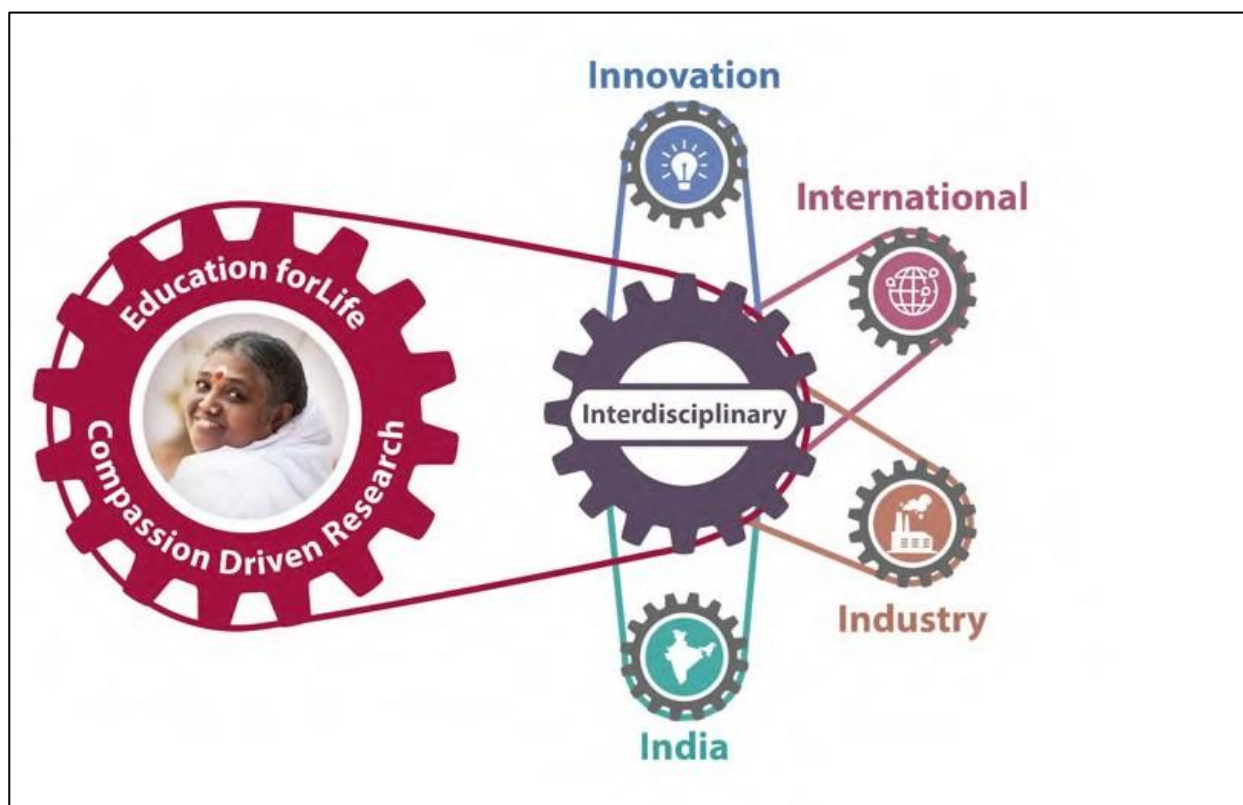 Innovation
International
Education forLife
Compassion Driven Research
Interdisciplinary
Industry
India